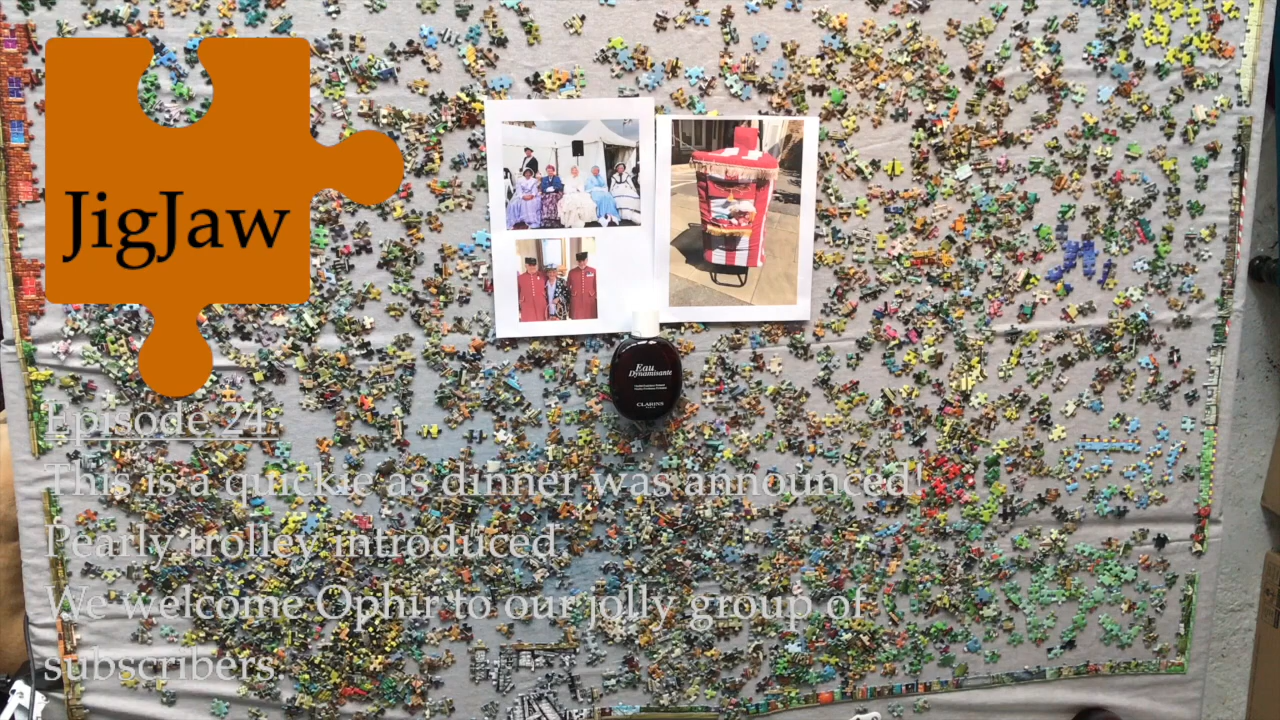 JigJaw
Eau
Dynamisante
CLARINS
Episode 24.
This is a quickie as dinner was announced!
Pearly trolley introduced.
We welcome Ophir to our jolly group of
subscribers.